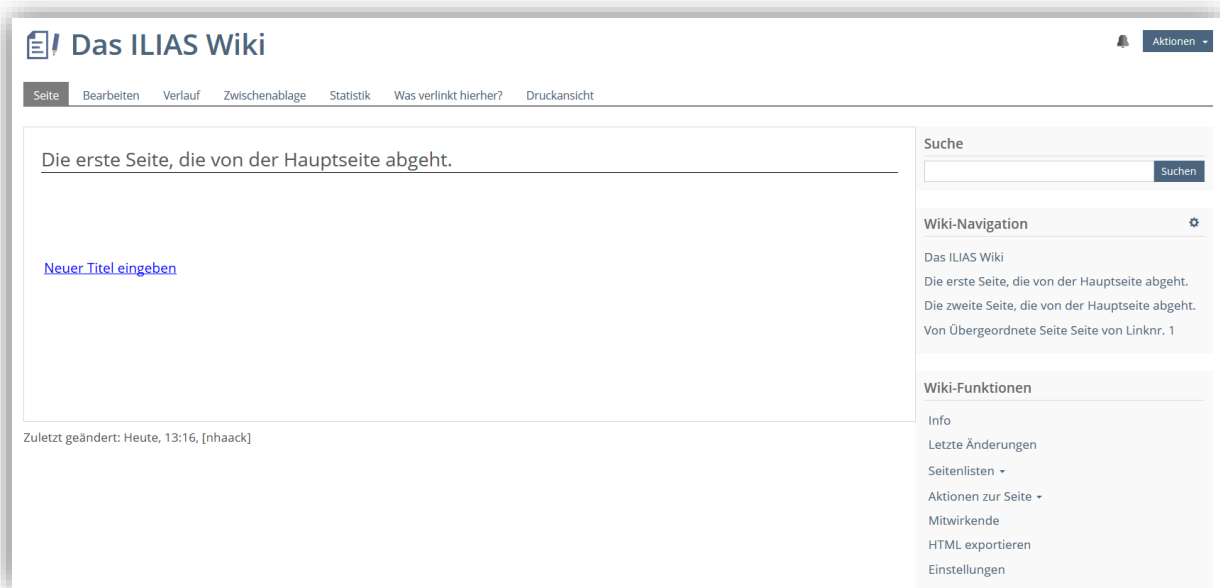 Das ILIAS Wiki
Aktionen
Seite Bearbeiten Verlauf Zwischenablage Statistik Was verlinkt hierher? Druckansicht
Die erste Seite, die von der Hauptseite abgeht.
Neuer Titel eingeben
Zuletzt geändert: Heute, 13:16, [nhaack]
Suche
Suchen
Wiki-Navigation
Das ILIAS Wiki
Die erste Seite, die von der Hauptseite abgeht.
Die zweite Seite, die von der Hauptseite abgeht.
Von Übergeordnete Seite Seite von Linknr. 1
Wiki-Funktionen
Info
Letzte Änderungen
Seitenlisten
Aktionen zur Seite
Mitwirkende
HTML exportieren
Einstellungen